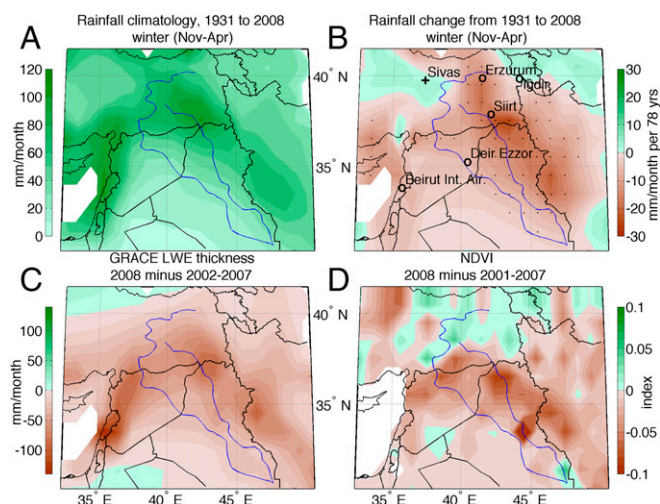 Rainfall climatology, 1931 to 2008
winter (Nov-Apr)
Rainfall change from 1931 to 2008
winter (Nov-Apr)
A
B
120
100
80
60
40
20
0
mm/month
Sivas
Erzurum
Igdir
Siirt
Deir Ezzor
Beirut Int. Air.
40° N
35° N
30
20
10
0
-10
-20
-30
mm/month per 78 yrs
GRACE LWE thickness
2008 minus 2002-2007
NDVI
2008 minus 2001-2007
C
D
100
50
0
-50
-100
mm/month
40° N
35° N
0.1
0.05
0
-0.05
-0.1
index
35° E 40° E 45° E
35° E 40° E 45° E